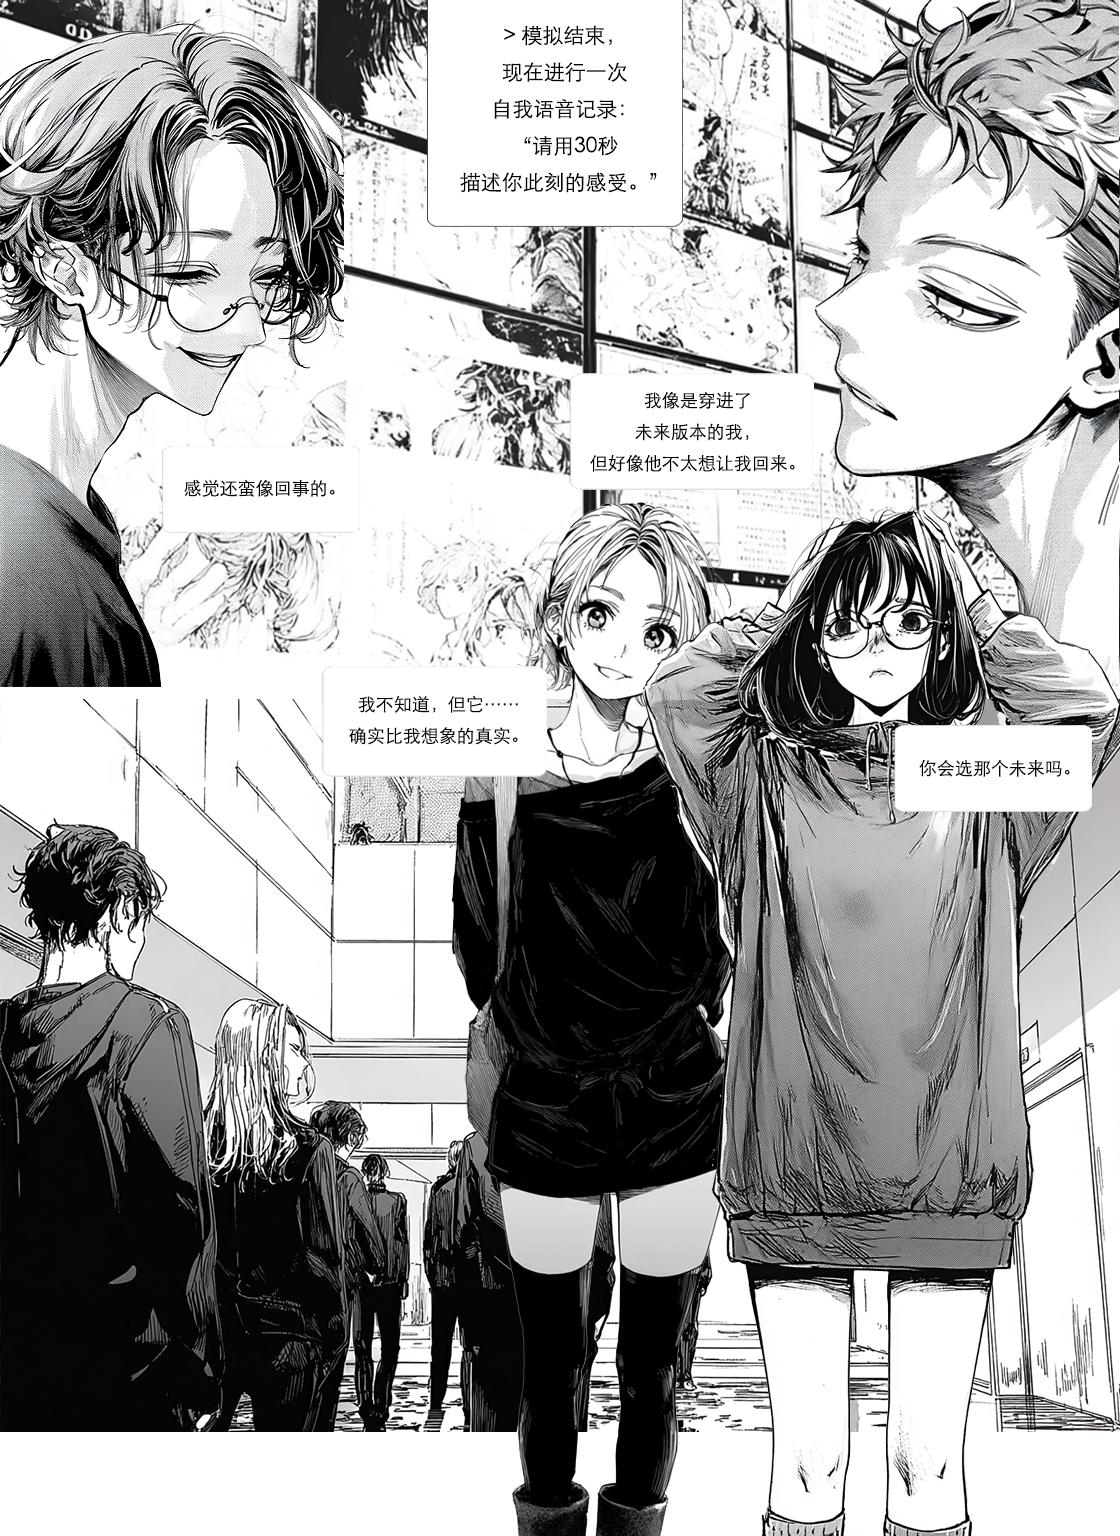 > 模拟结束，
现在进行一次
自我语音记录：
“请用30秒
描述你此刻的感受。”
我像是穿进了
未来版本的我，
但好像他不太想让我回来。
感觉还蛮像回事的。
我不知道，但它……
确实比我想象的真实。
你会选那个未来吗。